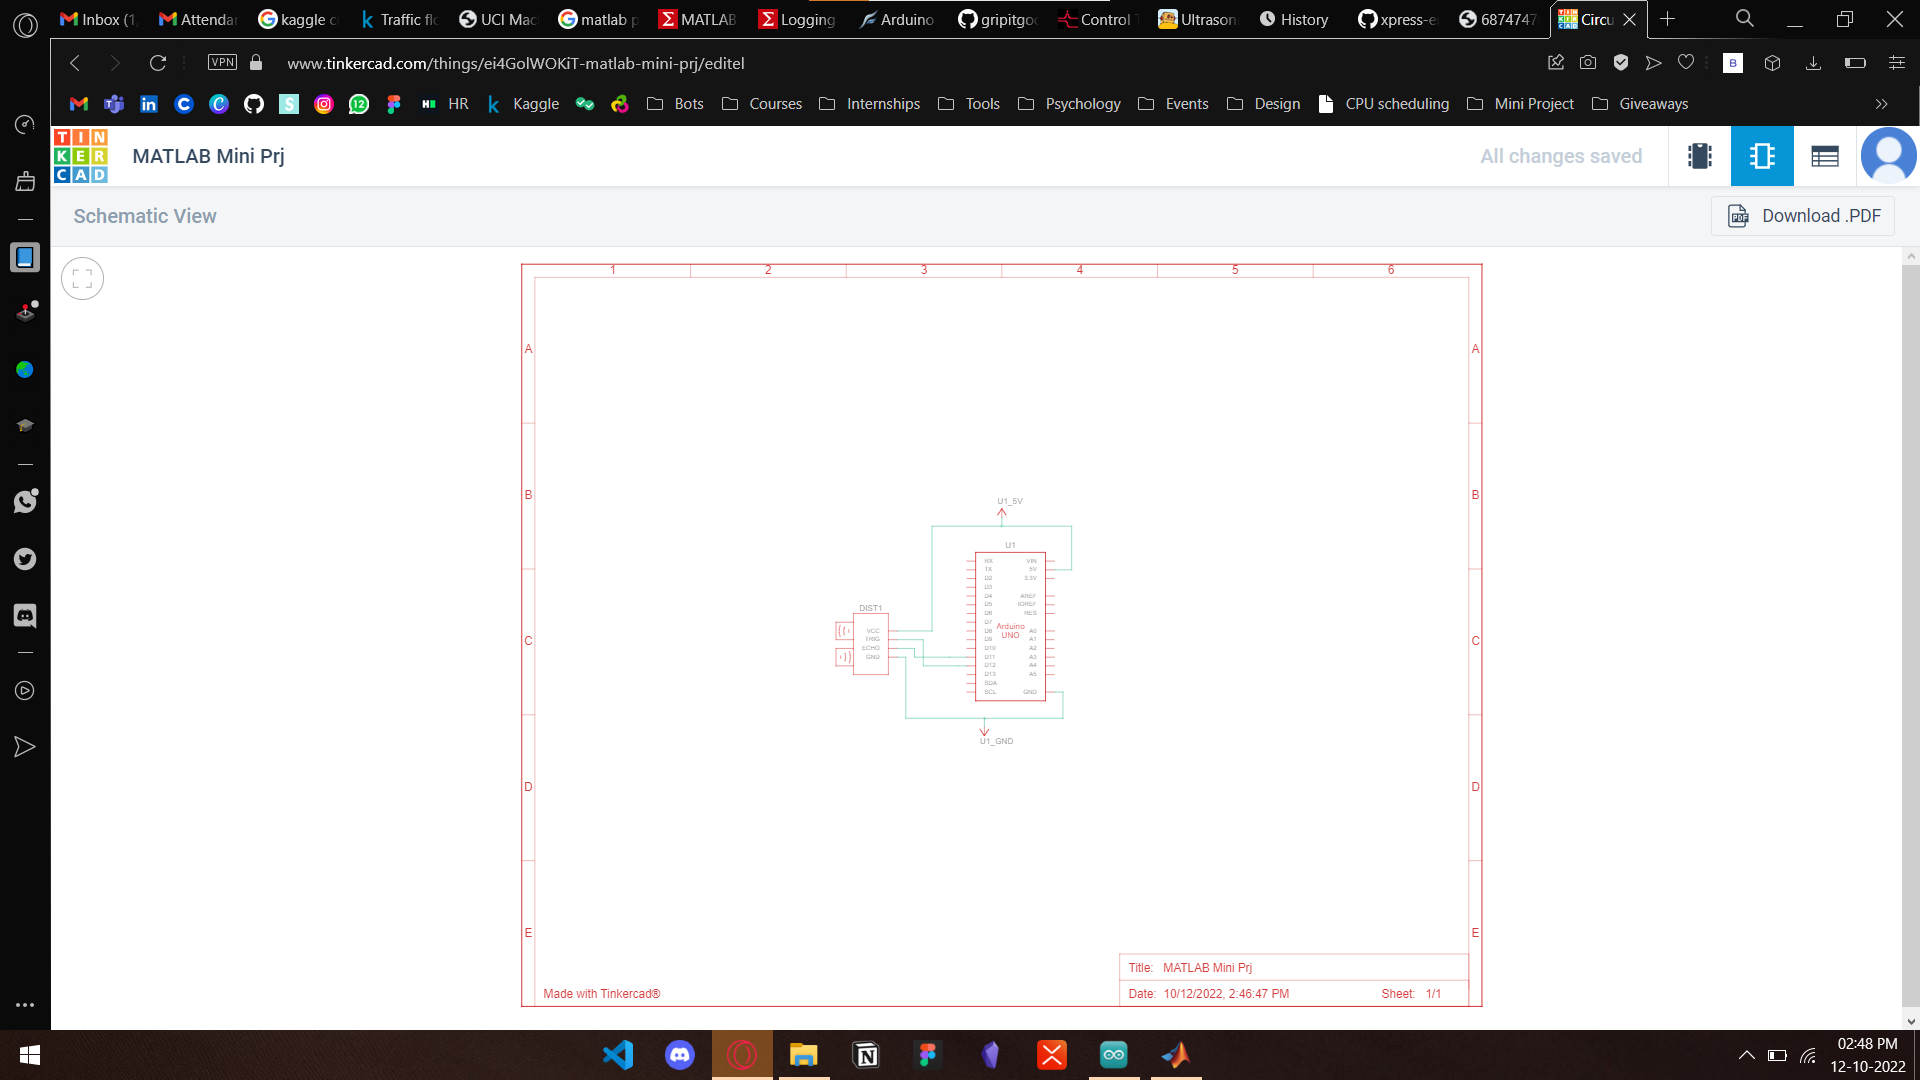 Inbox (1,
Attendar
kaggle c
Traffic flo
UCI Mac
matlab p
MATLAB
Logging
Arduino
gripitgo
Control T
Ultrasoni
History
xpress-e
6874747
Circu
VPN
www.tinkercad.com/things/ei4GolWOKiT-matlab-mini-prj/editel
HR
Kaggle
Bots
Courses
Internships
Tools
Psychology
Events
Design
CPU scheduling
Mini Project
Giveaways
TIN
KER
CAD
MATLAB Mini Prj
All changes saved
Schematic View
Download .PDF
1 2 3 4 5 6
A A
B B
U1_5V
U1
RX VIN
TX 5V
D2 3.3V
D3
D4 AREF
D5 IOREF
D6 RES
D7
Arduino
UNO
D8 A0
D9 A1
D10 A2
D11 A3
D12 A4
D13 A5
SDA
SCL GND
DIST1
VCC
TRIG
ECHO
GND
C C
U1_GND
D D
E E
Title: MATLAB Mini Prj
Made with Tinkercad®
Date: 10/12/2022, 2:46:47 PM
Sheet: 1/1
02:48 PM
12-10-2022